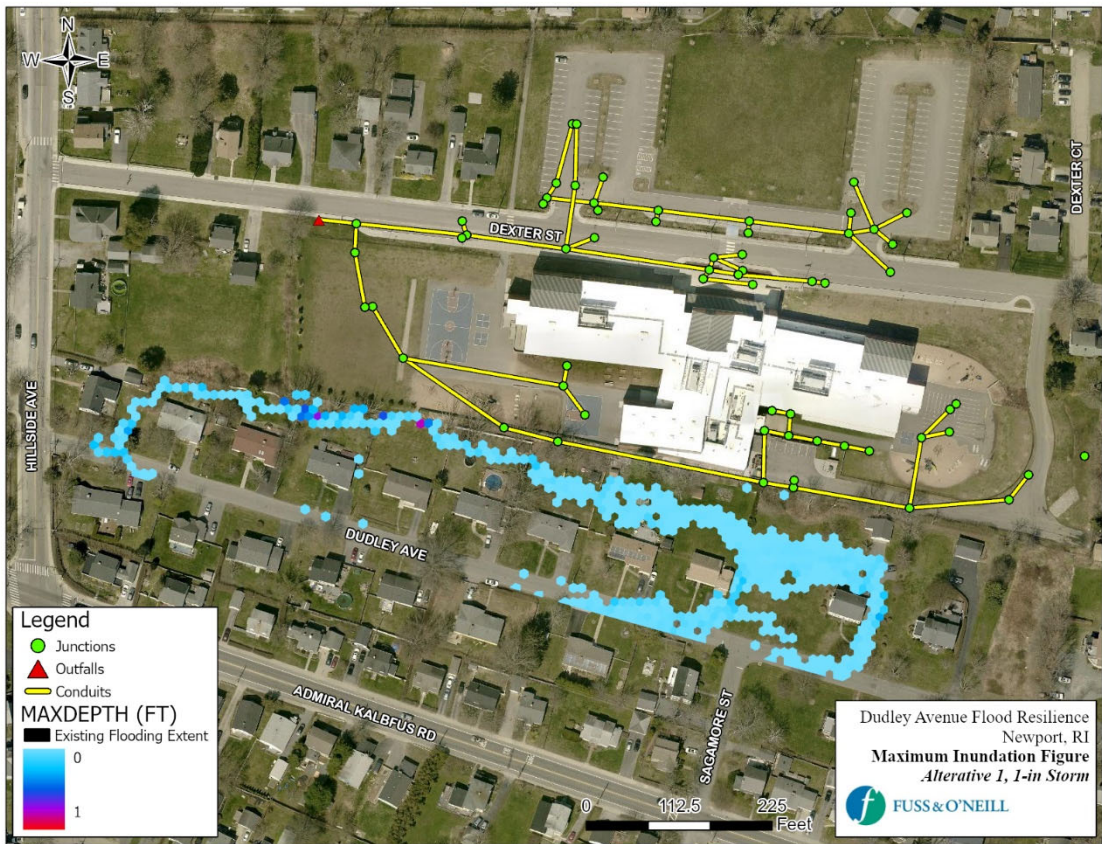 N
W E
S
DEXTER ST
DEXTER CT
HILLSIDE AVE
DUDLEY AVE
ADMIRAL KALBFUS RD
SAGAMORE ST
Legend
Junctions
Outfalls
Conduits
MAXDEPTH (FT)
Existing Flooding Extent
0
1
0 112.5 225
Feet
Dudley Avenue Flood Resilience
Newport, RI
Maximum Inundation Figure
Alterative 1, 1-in Storm
f FUSS & O'NEILL